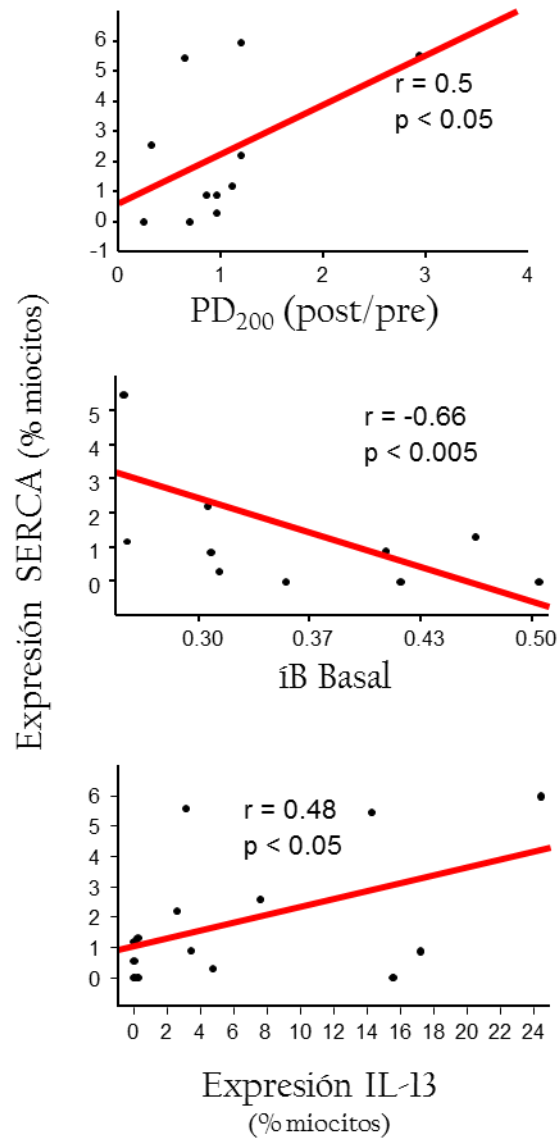 Expresión SERCA (% miocitos)
6
5
4
3
2
1
0
-1
r = 0.5
p < 0.05
0 1 2 3 4
PD₂₀₀ (post/pre)
5
4
3
2
1
0
r = -0.66
p < 0.005
0.30 0.37 0.43 0.50
íB Basal
6
5
4
3
2
1
0
r = 0.48
p < 0.05
0 2 4 6 8 10 12 14 16 18 20 22 24
Expresión IL-13
(% miocitos)